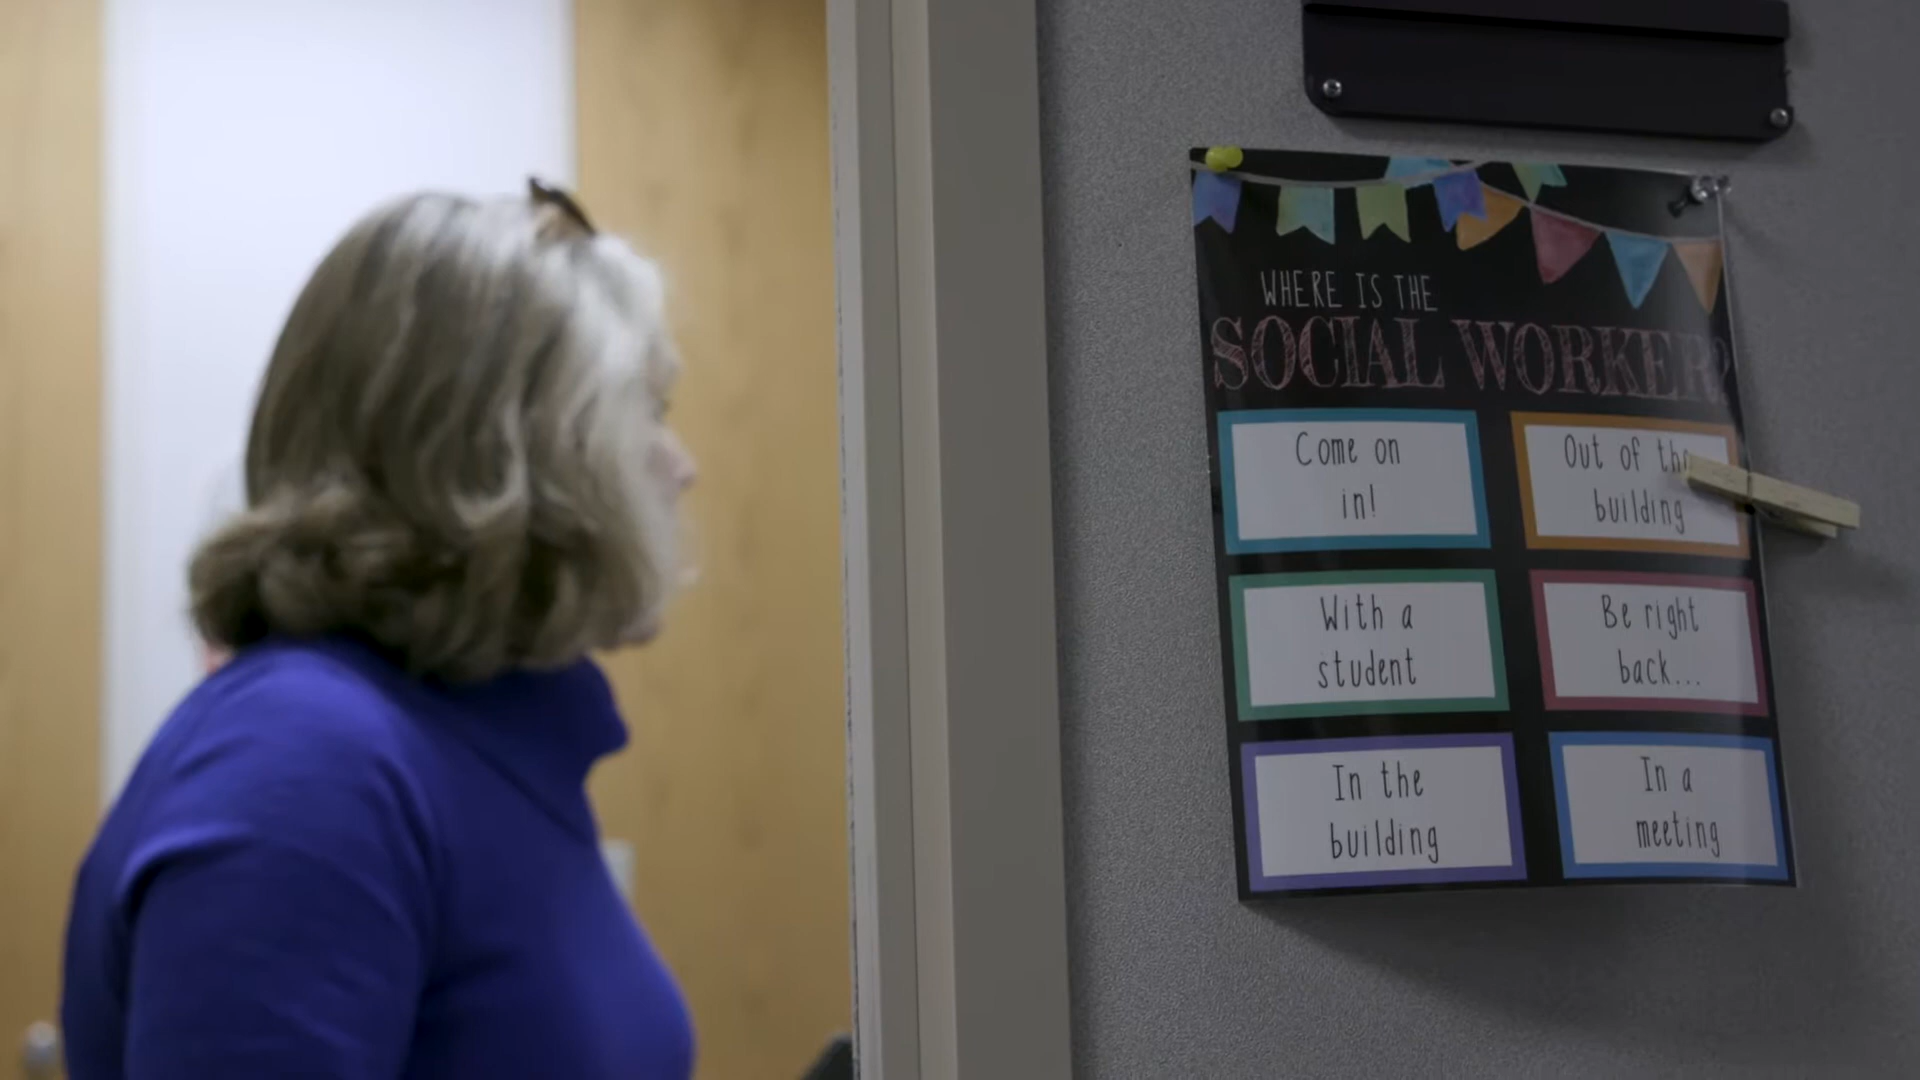 WHERE IS THE
SOCIAL WORKER?
Come on
in!
Out of the
building
With a
student
Be right
back...
In the
building
In a
meeting